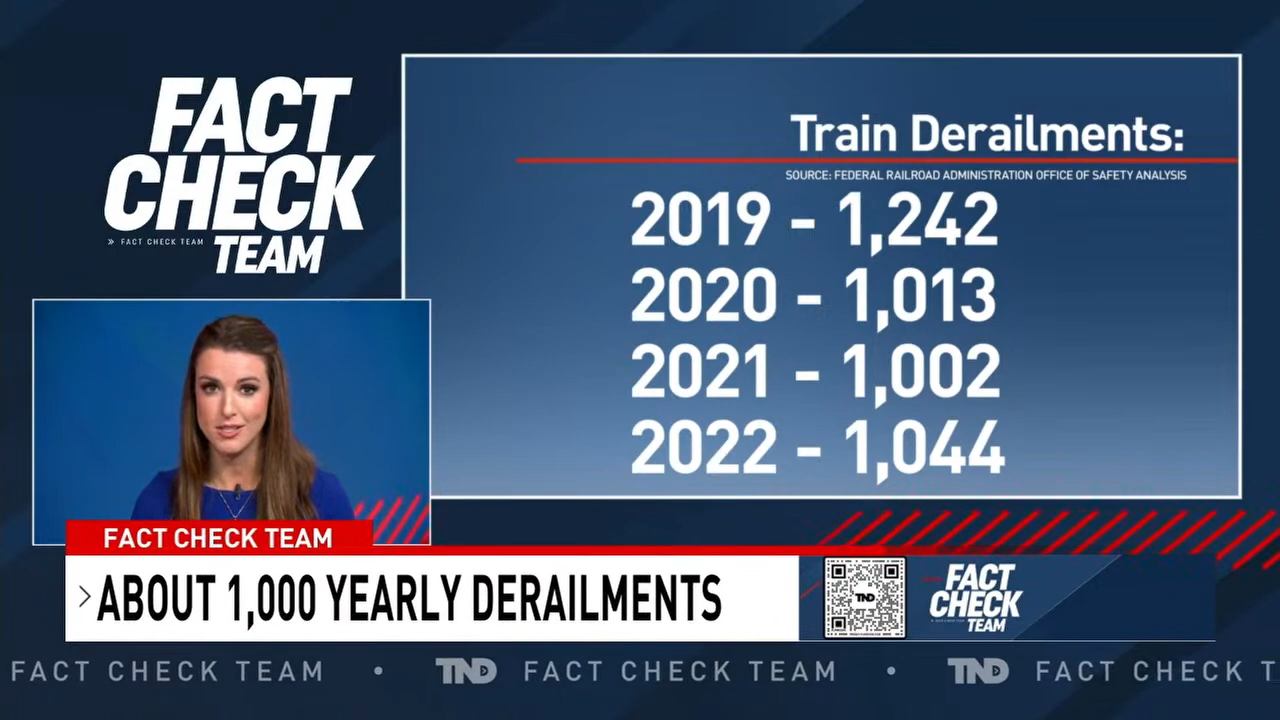 FACT
CHECK
» FACT CHECK TEAM
TEAM
Train Derailments:
SOURCE: FEDERAL RAILROAD ADMINISTRATION OFFICE OF SAFETY ANALYSIS
2019 - 1,242
2020 - 1,013
2021 - 1,002
2022 - 1,044
FACT CHECK TEAM
> ABOUT 1,000 YEARLY DERAILMENTS
TND
FACT
CHECK
TEAM
FACT CHECK TEAM • TND FACT CHECK TEAM • TND FACT CHECK T